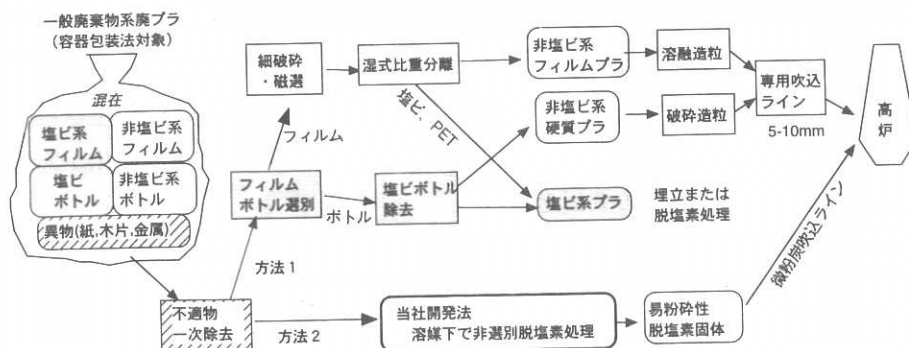 一般廃棄物系廃プラ
(容器包装法対象)
混在
塩ビ系
フィルム
非塩ビ系
フィルム
塩ビ
ボトル
非塩ビ系
ボトル
異物(紙,木片,金属)
不適物
一次除去
方法1
方法2
フィルム
ボトル選別
フィルム
ボトル
細破砕
・磁選
湿式比重分離
塩ビ、PET
塩ビボトル
除去
非塩ビ系
フィルムプラ
非塩ビ系
硬質プラ
塩ビ系プラ
溶融造粒
破砕造粒
専用吹込
ライン
5-10mm
高
炉
埋立または
脱塩素処理
当社開発法
溶媒下で非選別脱塩素処理
易粉砕性
脱塩素固体
微粉炭吹込ライン